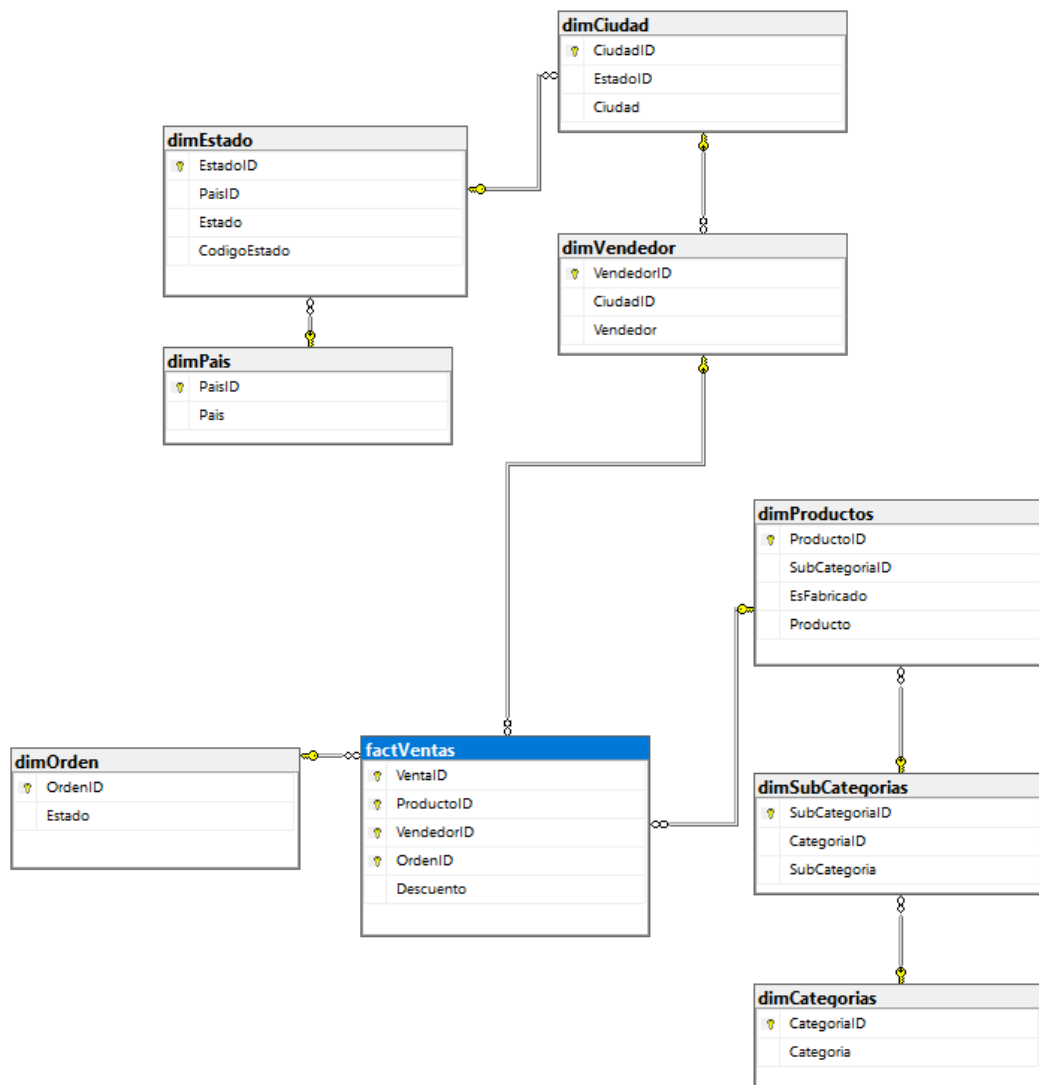 dimCiudad
CiudadID
EstadoID
Ciudad
dimEstado
EstadoID
PaisID
Estado
CodigoEstado
dimVendedor
VendedorID
CiudadID
Vendedor
dimPais
PaisID
Pais
dimProductos
ProductoID
SubCategoriaID
EsFabricado
Producto
dimOrden
OrdenID
Estado
factVentas
VentaID
ProductoID
VendedorID
OrdenID
Descuento
dimSubCategorias
SubCategoriaID
CategoriaID
SubCategoria
dimCategorias
CategoriaID
Categoria